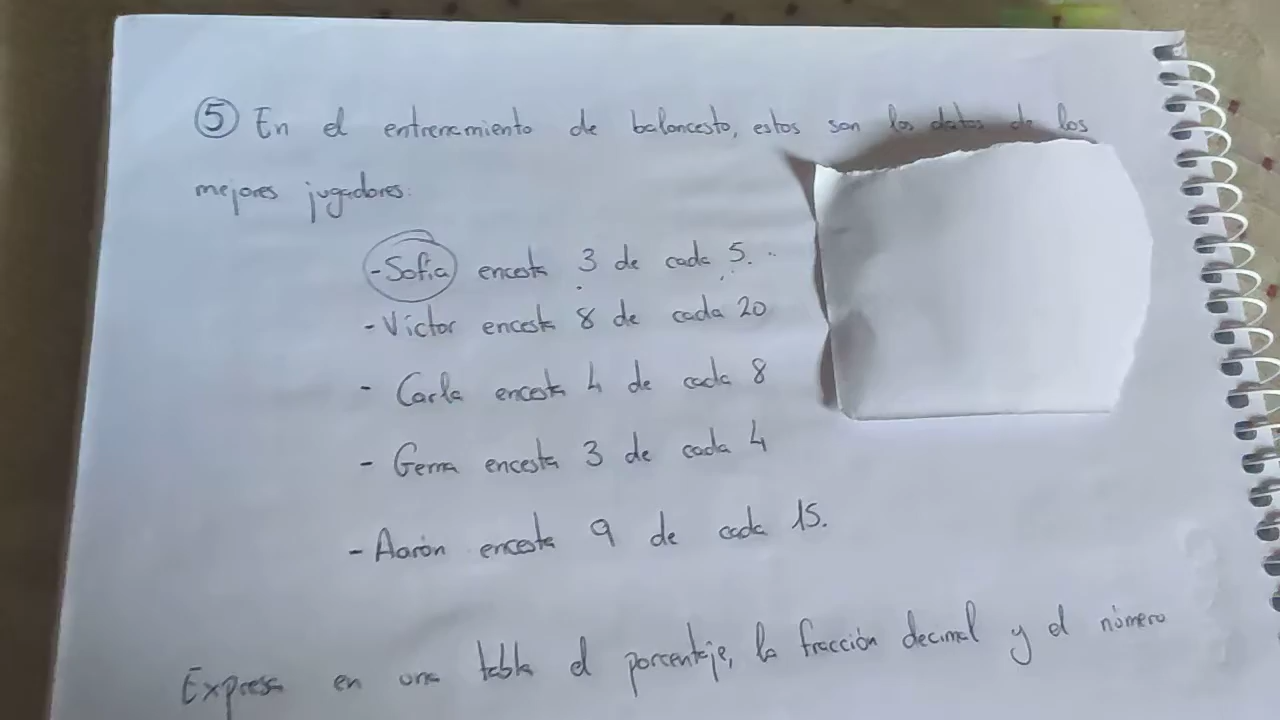 5 En el entrenamiento de baloncesto, estos son los datos de los
mejores jugadores:
- Sofia encesta 3 de cada 5.
- Víctor encesta 8 de cada 20
- Carla encesta 4 de cada 8
- Gema encesta 3 de cada 4
- Aarón encesta 9 de cada 15.
Expresa en una tabla el porcentaje, la fracción decimal y el número